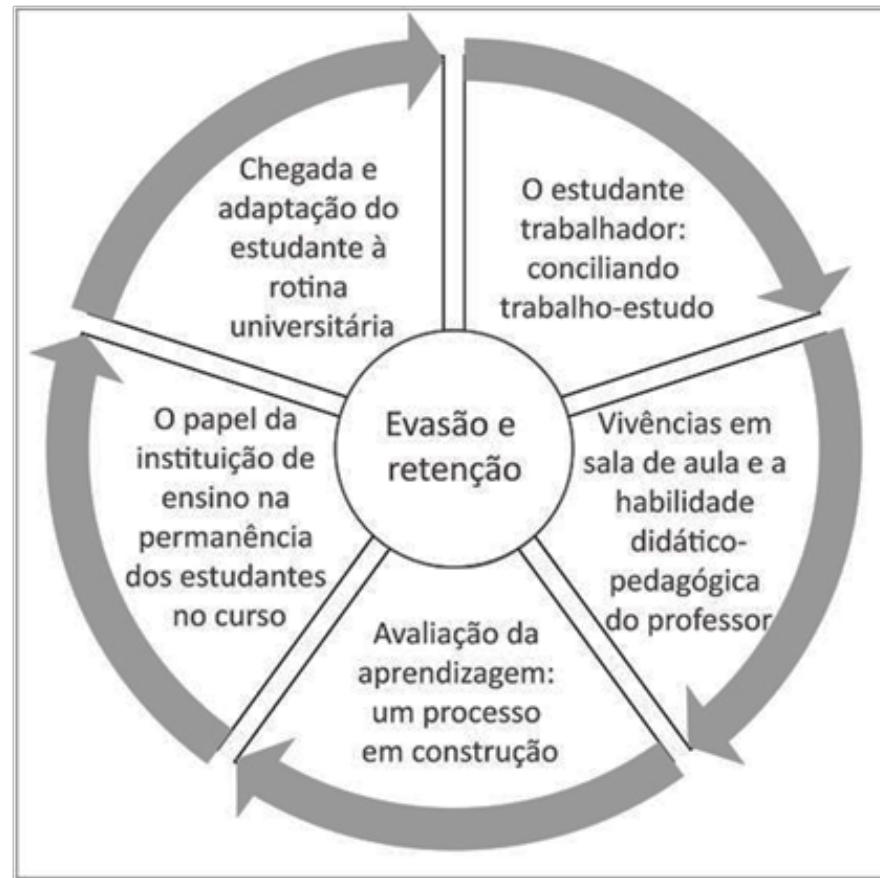 Chegada e
adaptação do
estudante à
rotina
universitária
O estudante
trabalhador:
conciliando
trabalho-estudo
Vivências em
sala de aula e a
habilidade
didático-
pedagógica
do professor
Avaliação da
aprendizagem:
um processo
em construção
O papel da
instituição de
ensino na
permanência
dos estudantes
no curso
Evasão e
retenção